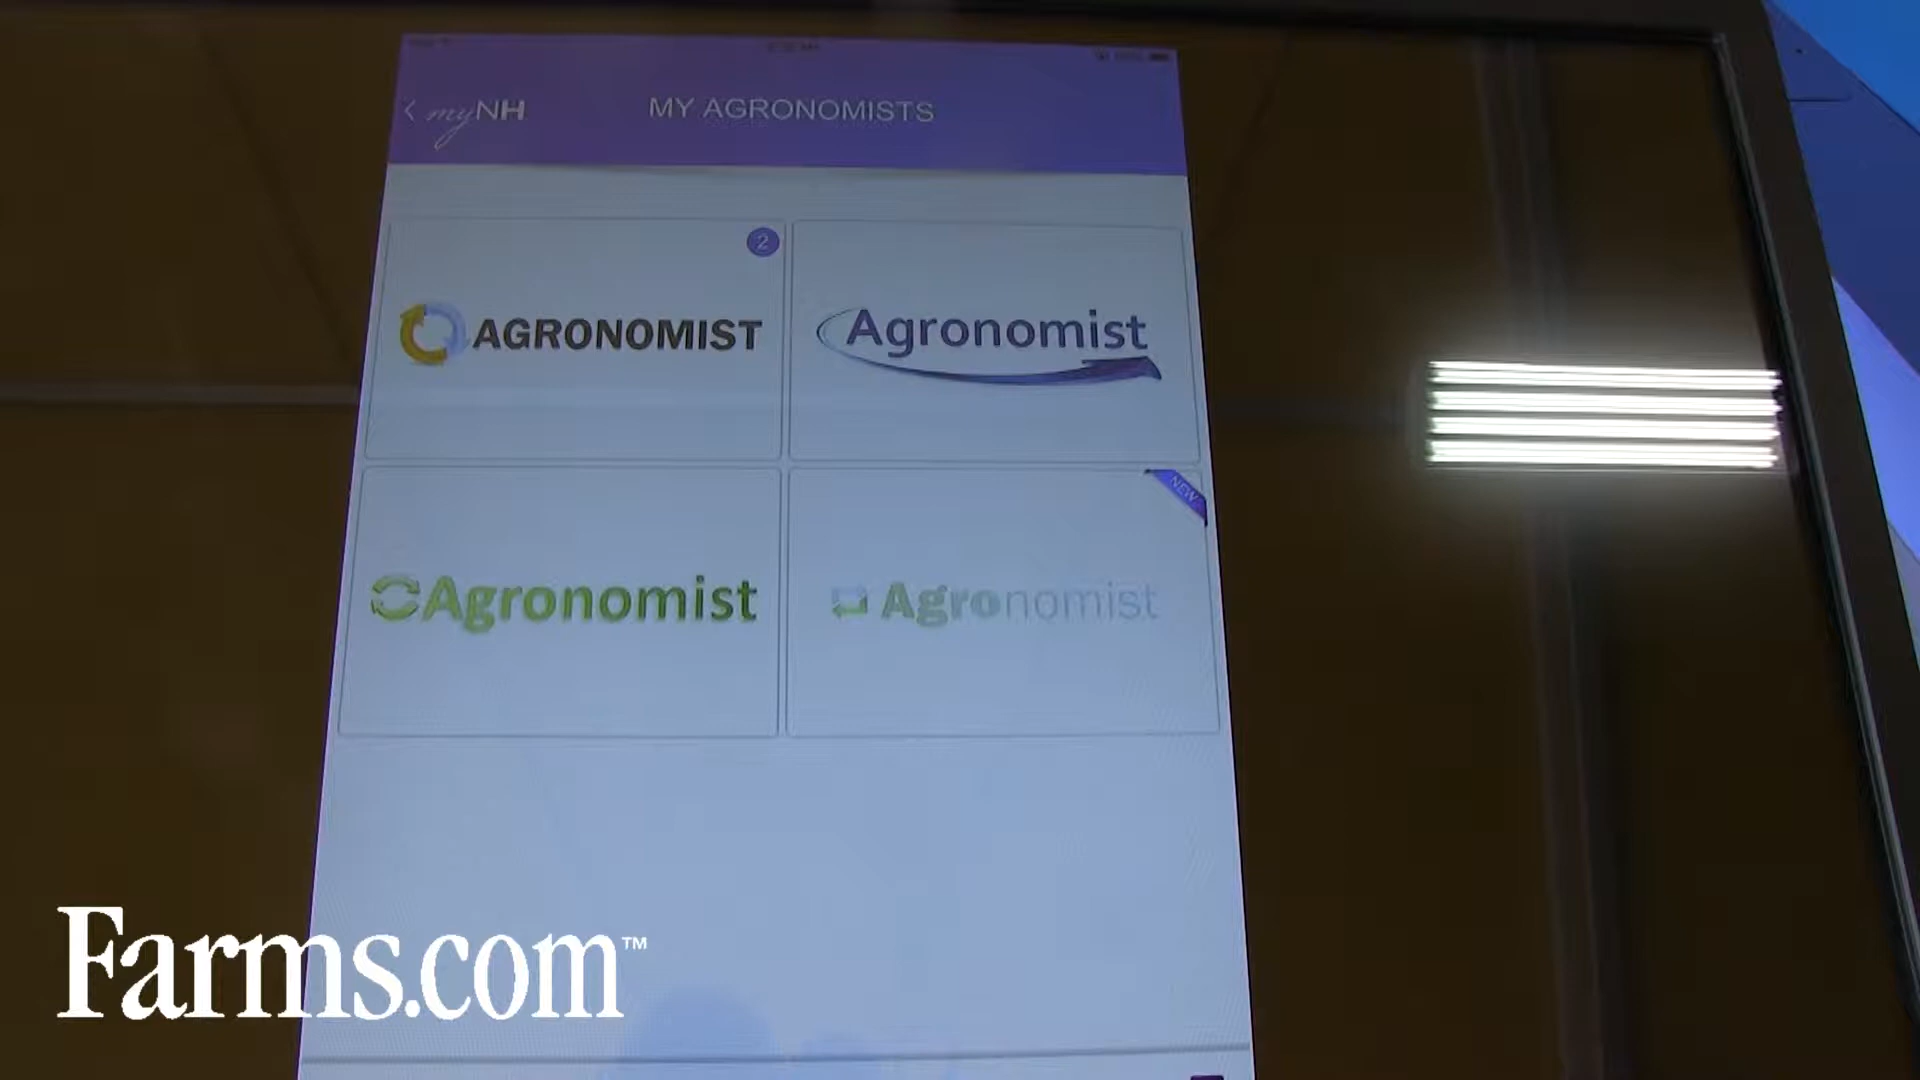 myNH
MY AGRONOMISTS
2
AGRONOMIST
Agronomist
NEW
Agronomist
Agronomist
Farms.com™